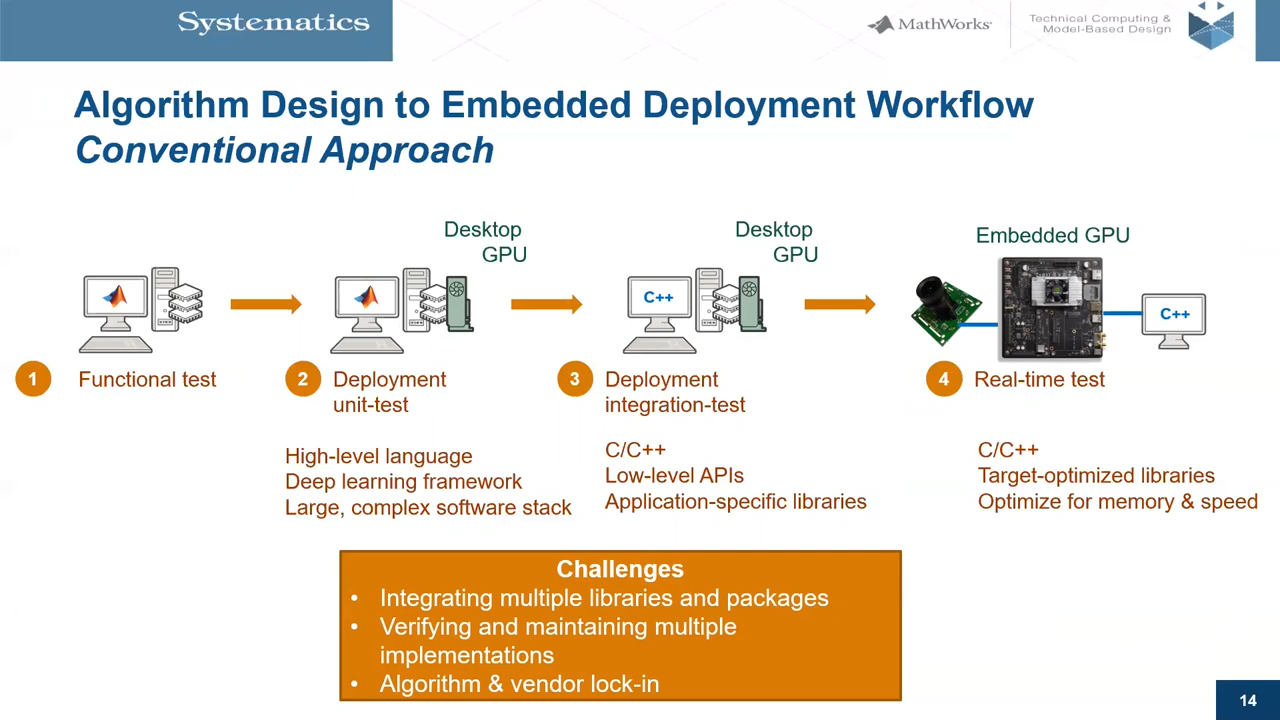 Systematics
MathWorks
Technical Computing &
Model-Based Design
Algorithm Design to Embedded Deployment Workflow
Conventional Approach
Desktop
GPU
Desktop
GPU
Embedded GPU
C++
C++
1
Functional test
2
Deployment
unit-test
3
Deployment
integration-test
4
Real-time test
High-level language
Deep learning framework
Large, complex software stack
C/C++
Low-level APIs
Application-specific libraries
C/C++
Target-optimized libraries
Optimize for memory & speed
Challenges
• Integrating multiple libraries and packages
• Verifying and maintaining multiple
implementations
• Algorithm & vendor lock-in
14